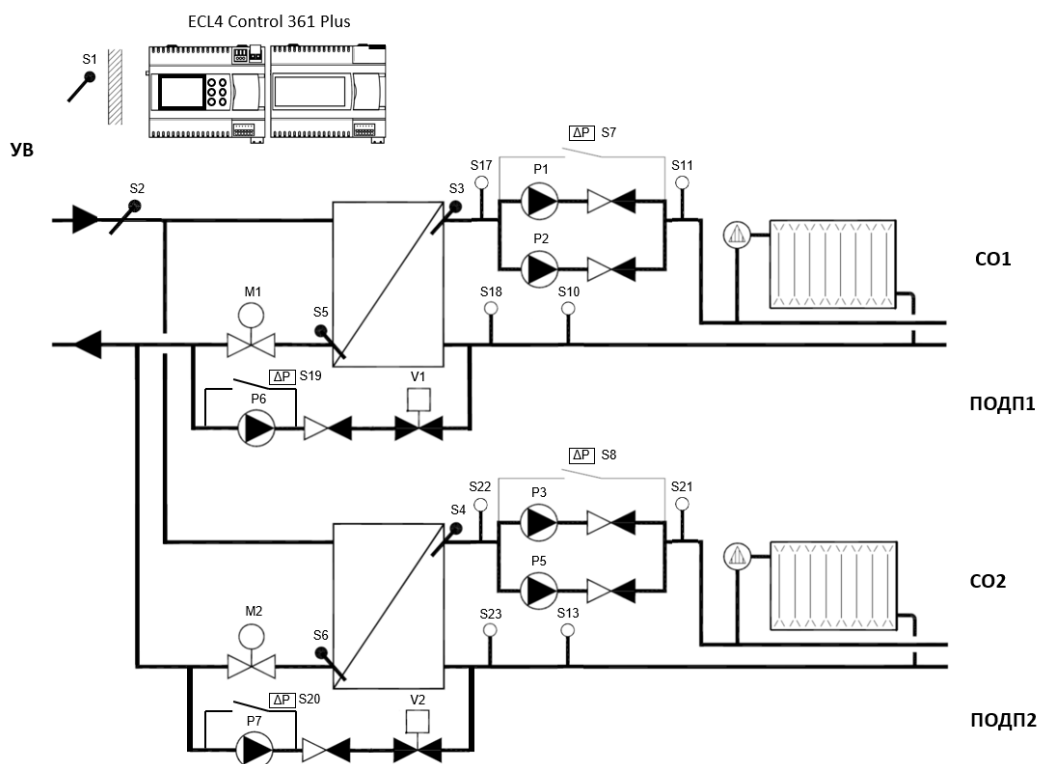 ECL4 Control 361 Plus
S1
УВ
S2
S3
S17
ΔP S7
P1
S11
P2
СО1
M1
S5
S18
S10
ΔP S19
P6
V1
ПОДП1
ΔP S8
S22
P3
S21
S4
P5
СО2
M2
S6
S23
S13
ΔP S20
P7
V2
ПОДП2